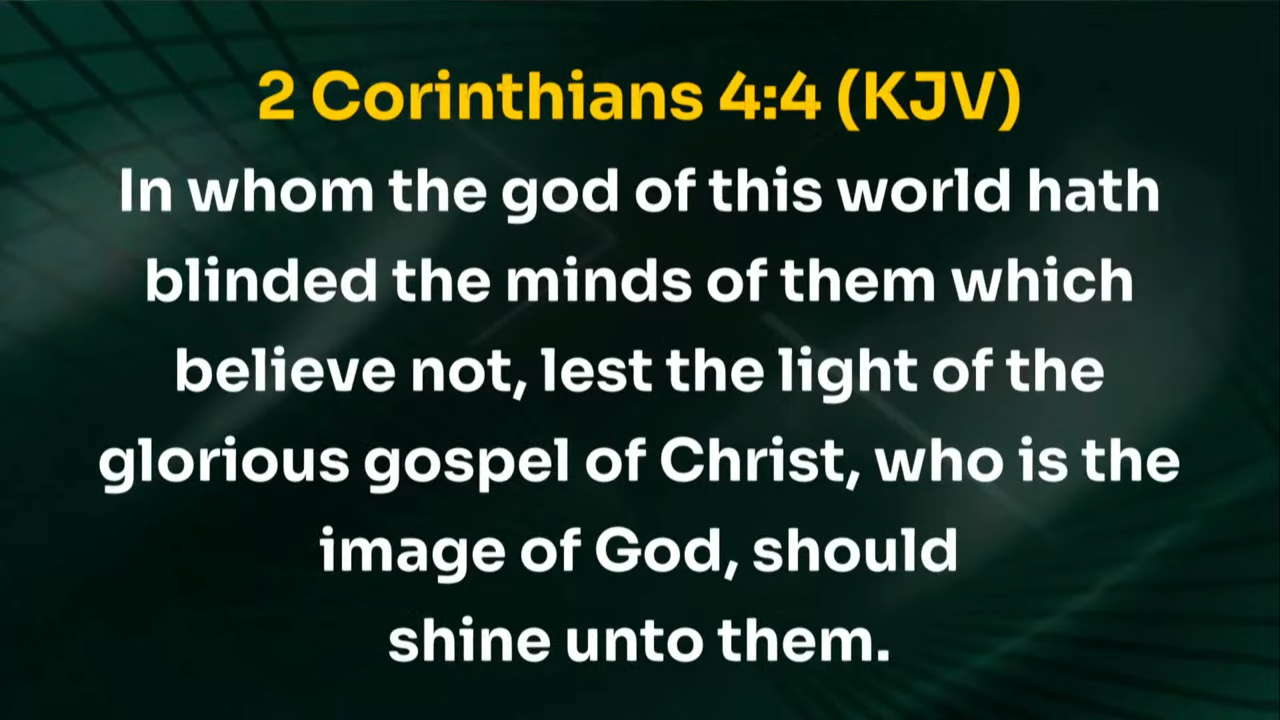 2 Corinthians 4:4 (KJV)
In whom the god of this world hath
blinded the minds of them which
believe not, lest the light of the
glorious gospel of Christ, who is the
image of God, should
shine unto them.